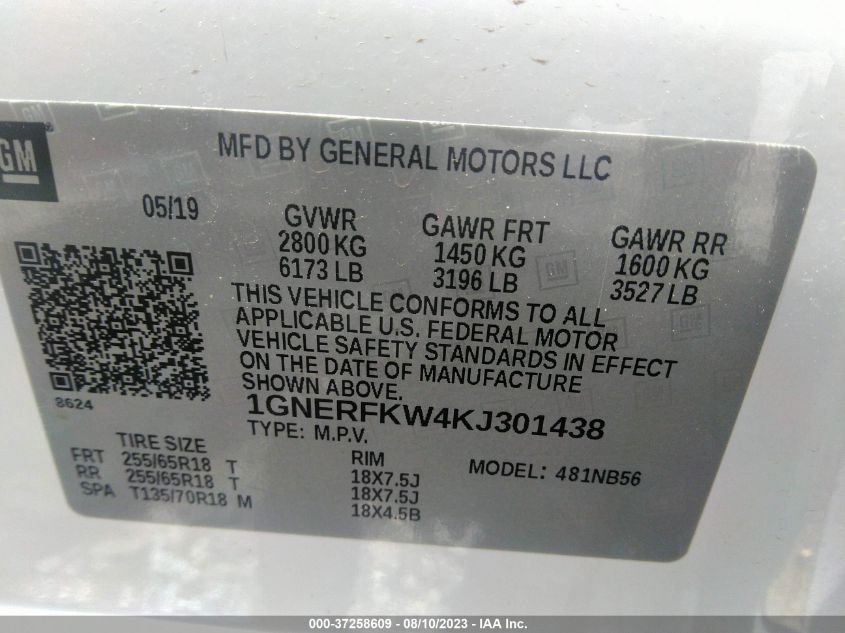 GM
MFD BY GENERAL MOTORS LLC
05/19
GVWR
2800 KG
6173 LB
GAWR FRT
1450 KG
3196 LB
GAWR RR
1600 KG
3527 LB
THIS VEHICLE CONFORMS TO ALL
APPLICABLE U.S. FEDERAL MOTOR
VEHICLE SAFETY STANDARDS IN EFFECT
ON THE DATE OF MANUFACTURE
SHOWN ABOVE.
8624
1GNERFKW4KJ301438
TYPE: M.P.V.
MODEL: 481NB56
TIRE SIZE RIM
FRT 255/65R18 T 18X7.5J
RR 255/65R18 T 18X7.5J
SPA T135/70R18 M 18X4.5B
000-37258609 - 08/10/2023 - IAA Inc.